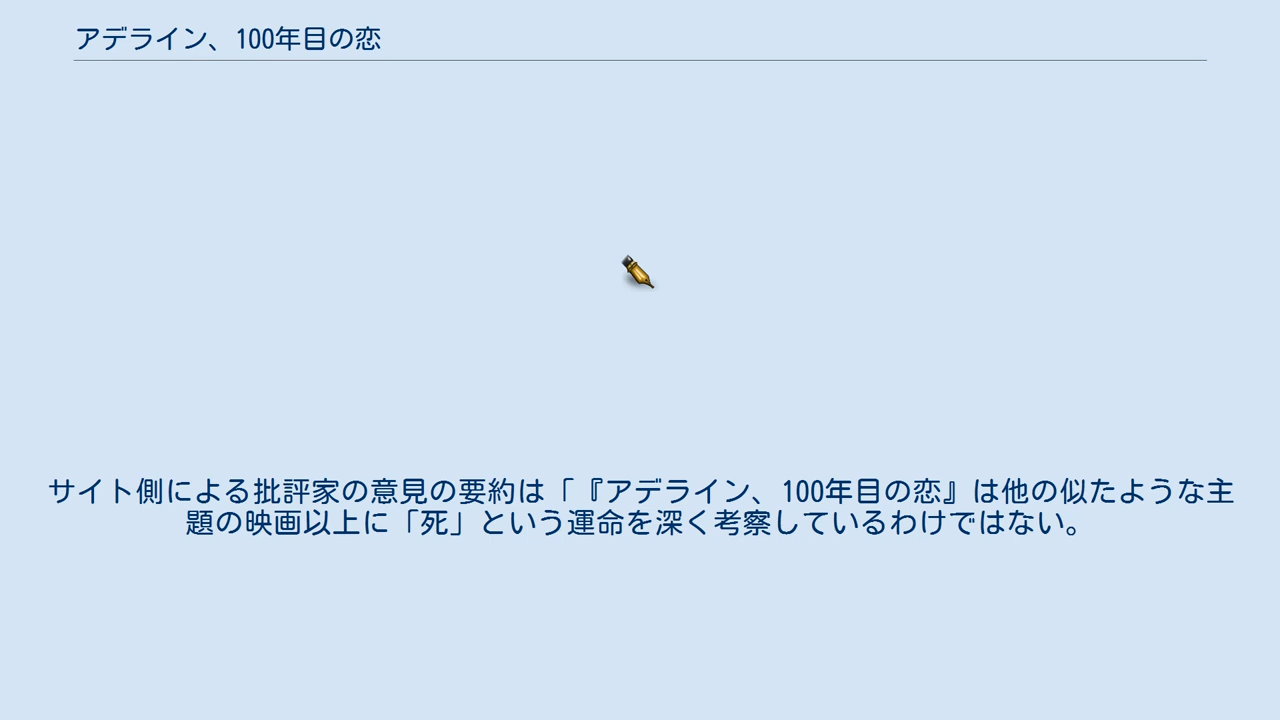 アデライン、100年目の恋
サイト側による批評家の意見の要約は「『アデライン、100年目の恋』は他の似たような主
題の映画以上に「死」という運命を深く考察しているわけではない。